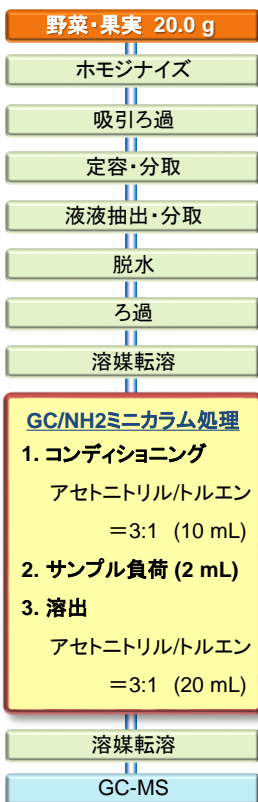 野菜・果実 20.0 g
ホモジナイズ
吸引ろ過
定容・分取
液液抽出・分取
脱水
ろ過
溶媒転溶
GC/NH2ミニカラム処理
1. コンディショニング
アセトニトリル/トルエン
＝3:1 (10 mL)
2. サンプル負荷 (2 mL)
3. 溶出
アセトニトリル/トルエン
＝3:1 (20 mL)
溶媒転溶
GC-MS